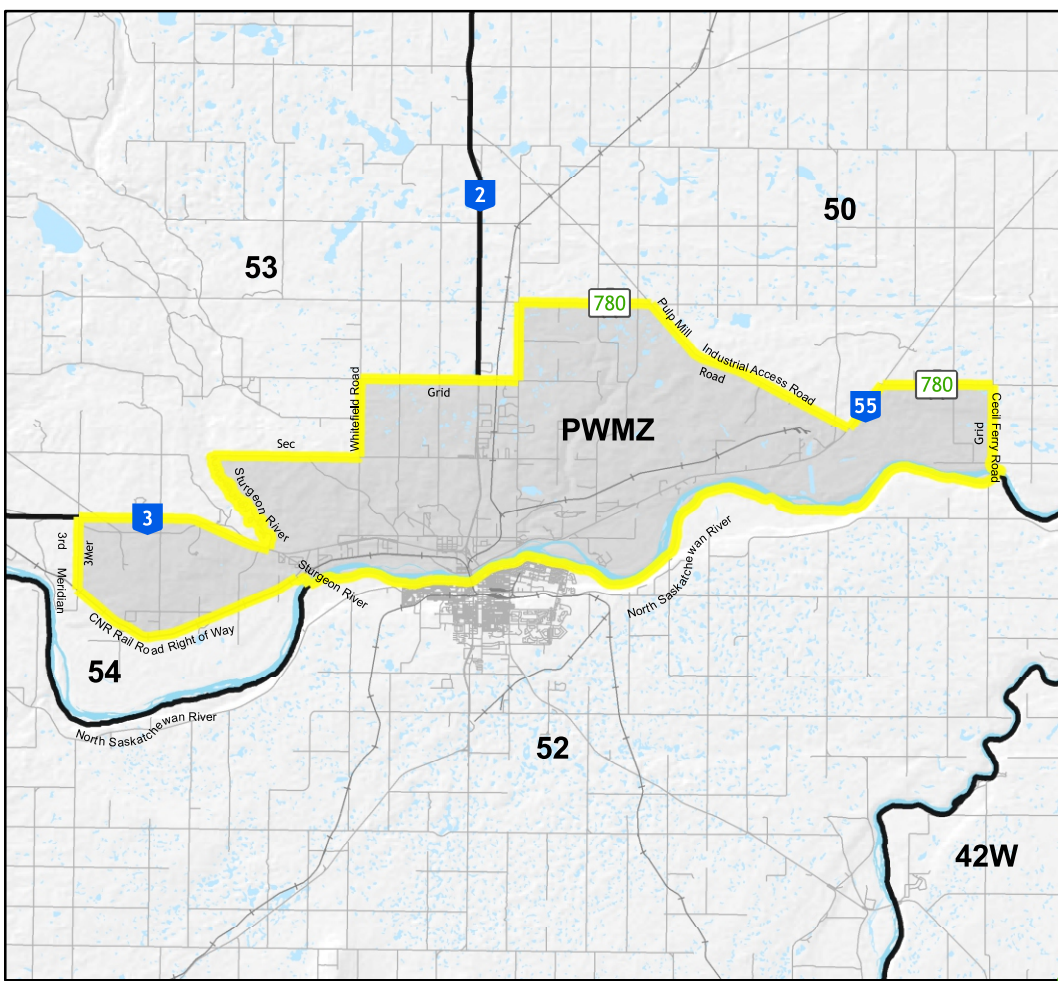 2
50
53
780
Pulp Mill
Road
Industrial Access Road
Whitefield Road
Grid
780
55
Cecil Ferry Road
Grid
PWMZ
Sec
Sturgeon River
3
3rd
Meridian
3Mer
Sturgeon River
North Saskatchewan River
CNR Rail Road Right of Way
54
North Saskatchewan River
52
42W